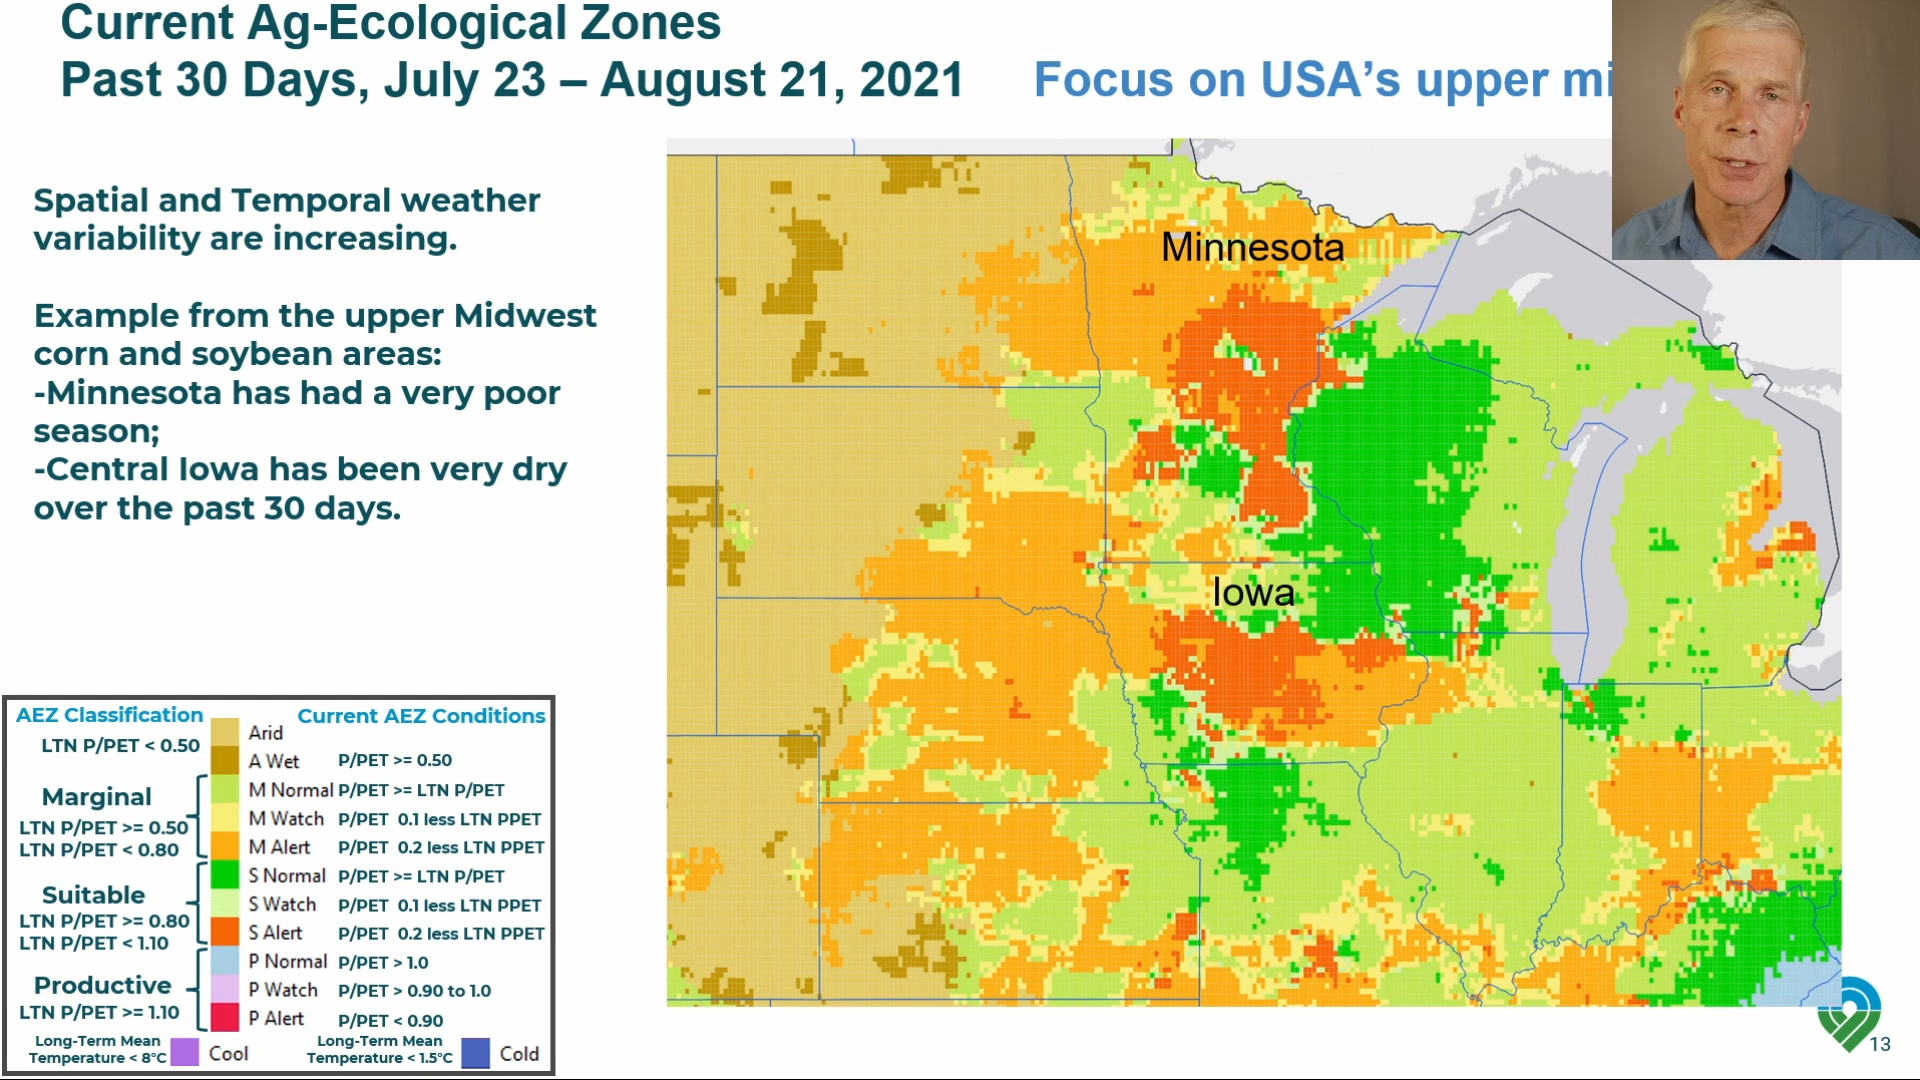 Current Ag-Ecological Zones
Past 30 Days, July 23 – August 21, 2021
Focus on USA's upper mi
Spatial and Temporal weather
variability are increasing.
Example from the upper Midwest
corn and soybean areas:
-Minnesota has had a very poor
season;
-Central Iowa has been very dry
over the past 30 days.
Minnesota
Iowa
AEZ Classification
Current AEZ Conditions
LTN P/PET < 0.50
Arid
A Wet P/PET >= 0.50
Marginal
LTN P/PET >= 0.50
LTN P/PET < 0.80
M Normal P/PET >= LTN P/PET
M Watch P/PET 0.1 less LTN PPET
M Alert P/PET 0.2 less LTN PPET
Suitable
LTN P/PET >= 0.80
LTN P/PET < 1.10
S Normal P/PET >= LTN P/PET
S Watch P/PET 0.1 less LTN PPET
S Alert P/PET 0.2 less LTN PPET
Productive
LTN P/PET >= 1.10
P Normal P/PET > 1.0
P Watch P/PET > 0.90 to 1.0
P Alert P/PET < 0.90
Long-Term Mean
Temperature < 8°C
Cool
Long-Term Mean
Temperature < 1.5°C
Cold
13